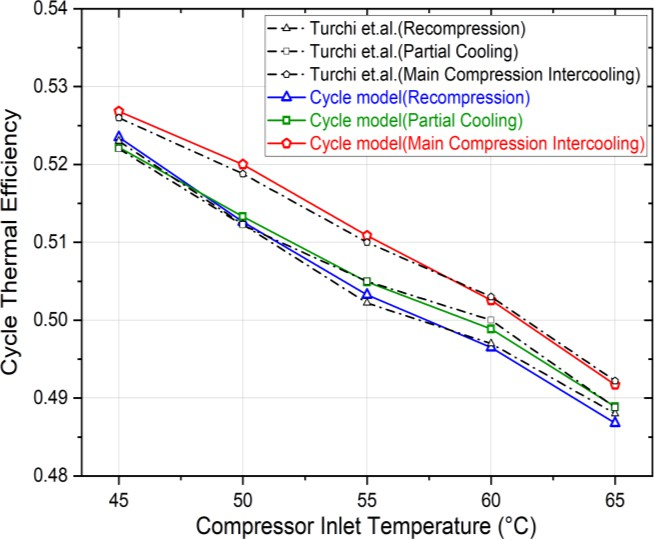 0.54
0.53
0.52
0.51
0.50
0.49
0.48
Cycle Thermal Efficiency
Turchi et.al.(Recompression)
Turchi et.al.(Partial Cooling)
Turchi et.al.(Main Compression Intercooling)
Cycle model(Recompression)
Cycle model(Partial Cooling)
Cycle model(Main Compression Intercooling)
45 50 55 60 65
Compressor Inlet Temperature (°C)